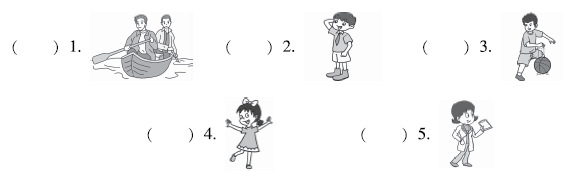 (    ) 1. (    ) 2. (    ) 3.
(    ) 4. (    ) 5.